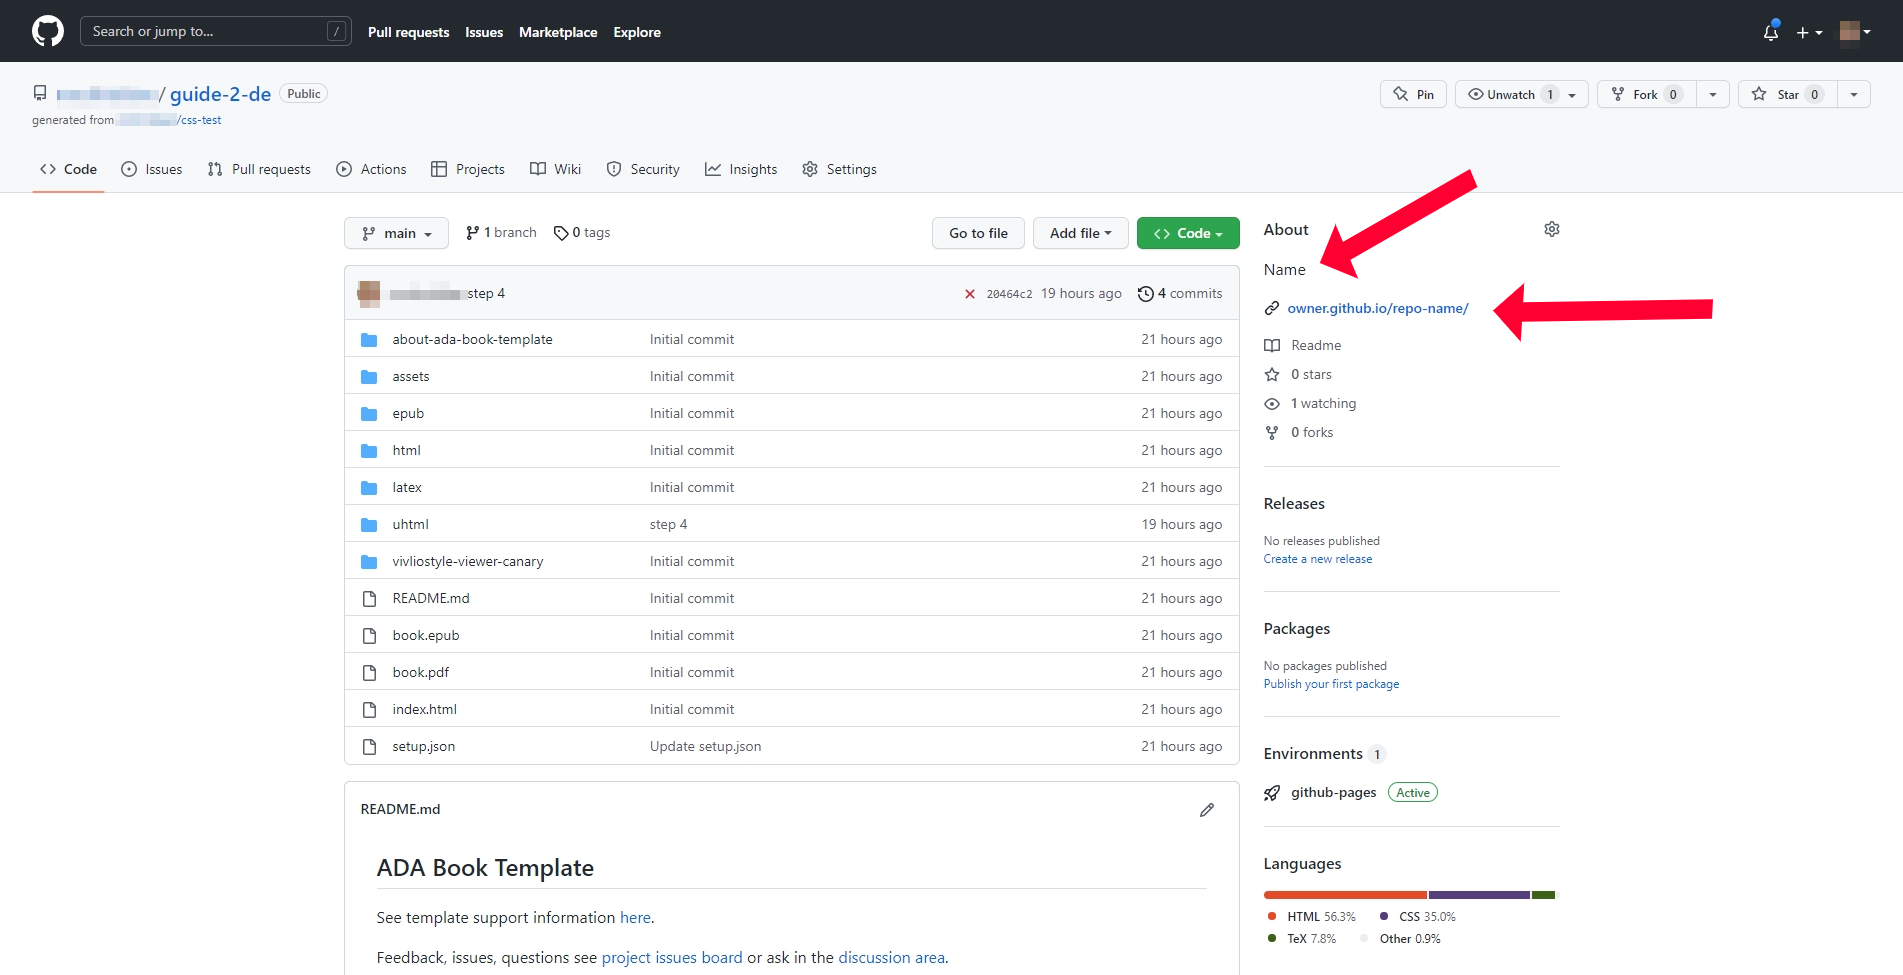 Search or jump to... /
Pull requests Issues Marketplace Explore
/ guide-2-de Public
Pin Unwatch 1 Fork 0 Star 0
generated from /css-test
Code Issues Pull requests Actions Projects Wiki Security Insights Settings
main 1 branch 0 tags Go to file Add file Code
step 4 20464c2 19 hours ago 4 commits
about-ada-book-template Initial commit 21 hours ago
assets Initial commit 21 hours ago
epub Initial commit 21 hours ago
html Initial commit 21 hours ago
latex Initial commit 21 hours ago
uhtml step 4 19 hours ago
vivliostyle-viewer-canary Initial commit 21 hours ago
README.md Initial commit 21 hours ago
book.epub Initial commit 21 hours ago
book.pdf Initial commit 21 hours ago
index.html Initial commit 21 hours ago
setup.json Update setup.json 21 hours ago
README.md
ADA Book Template
See template support information here.
Feedback, issues, questions see project issues board or ask in the discussion area.
About
Name
owner.github.io/repo-name/
Readme
0 stars
1 watching
0 forks
Releases
No releases published
Create a new release
Packages
No packages published
Publish your first package
Environments 1
github-pages Active
Languages
HTML 56.3% CSS 35.0%
TeX 7.8% Other 0.9%